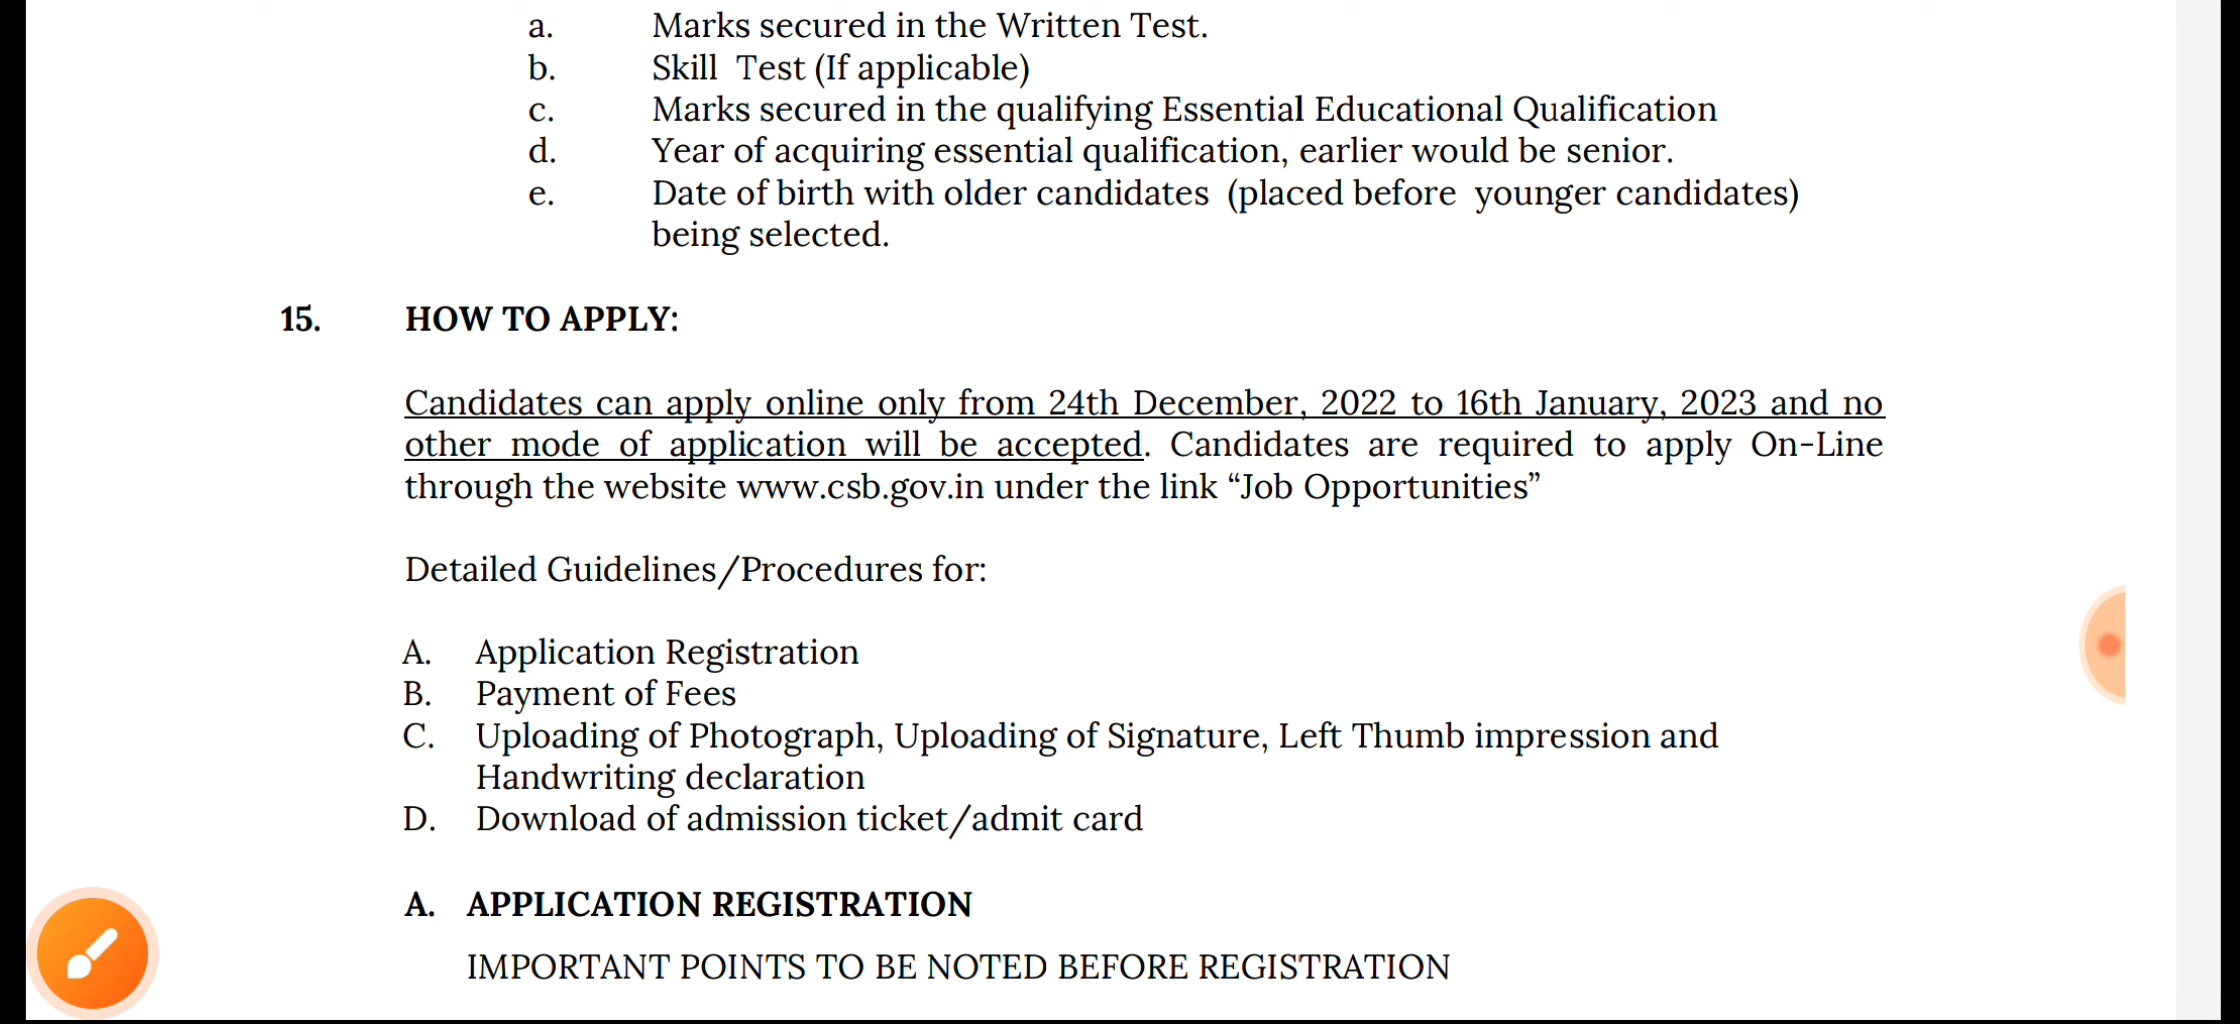 a. Marks secured in the Written Test.
b. Skill Test (If applicable)
c. Marks secured in the qualifying Essential Educational Qualification
d. Year of acquiring essential qualification, earlier would be senior.
e. Date of birth with older candidates (placed before younger candidates)
being selected.
15. HOW TO APPLY:
Candidates can apply online only from 24th December, 2022 to 16th January, 2023 and no
other mode of application will be accepted. Candidates are required to apply On-Line
through the website www.csb.gov.in under the link “Job Opportunities”
Detailed Guidelines/Procedures for:
A. Application Registration
B. Payment of Fees
C. Uploading of Photograph, Uploading of Signature, Left Thumb impression and
Handwriting declaration
D. Download of admission ticket/admit card
A. APPLICATION REGISTRATION
IMPORTANT POINTS TO BE NOTED BEFORE REGISTRATION